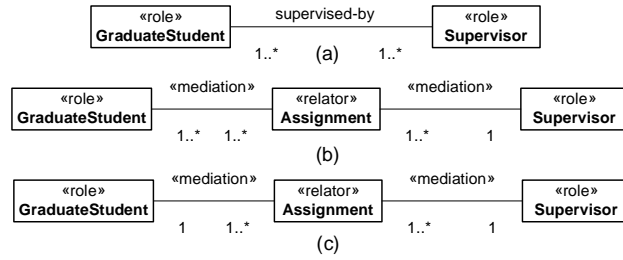 «role» supervised-by «role»
GraduateStudent Supervisor
1..* (a) 1..*
«mediation» «mediation»
«role» «relator» «role»
GraduateStudent Assignment Supervisor
1..* 1..* 1..* 1
(b)
«mediation» «mediation»
«role» «relator» «role»
GraduateStudent Assignment Supervisor
1 1..* 1..* 1
(c)